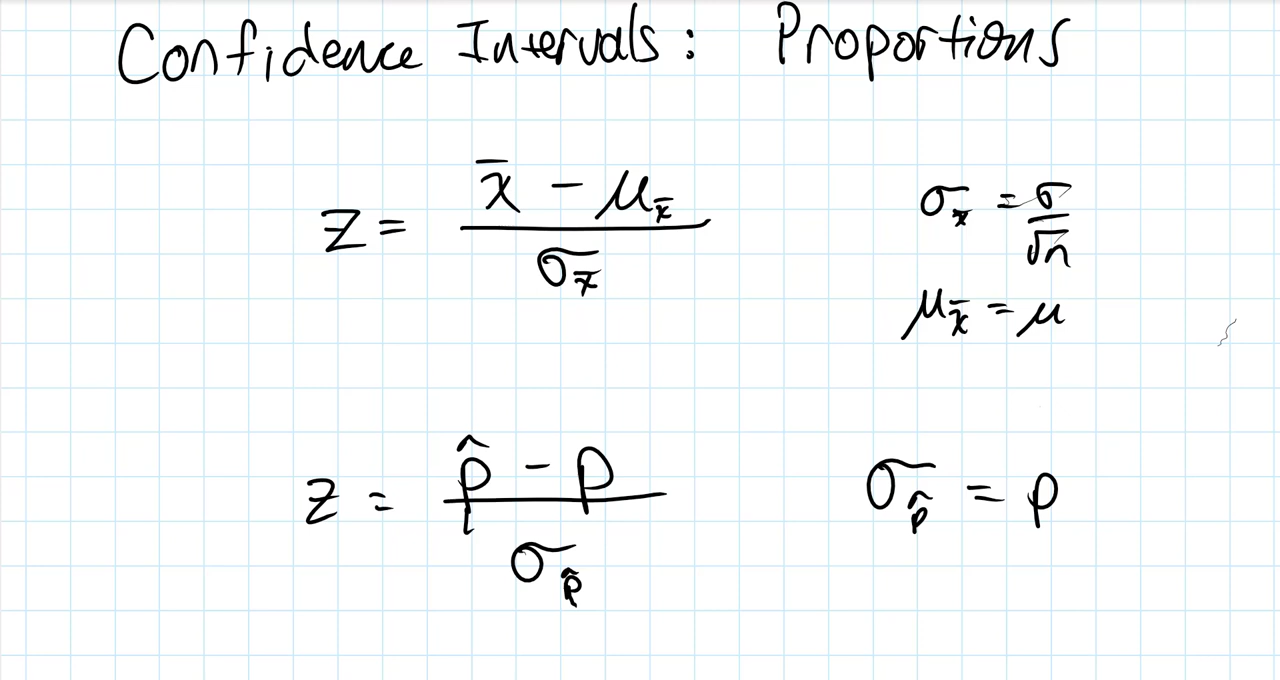 Confidence Intervals: Proportions
z = (x̄ − μ_x̄) / σ_x̄
σ_x̄ = σ / √n
μ_x̄ = μ
z = (p̂ − p) / σ_p̂
σ_p̂ = p